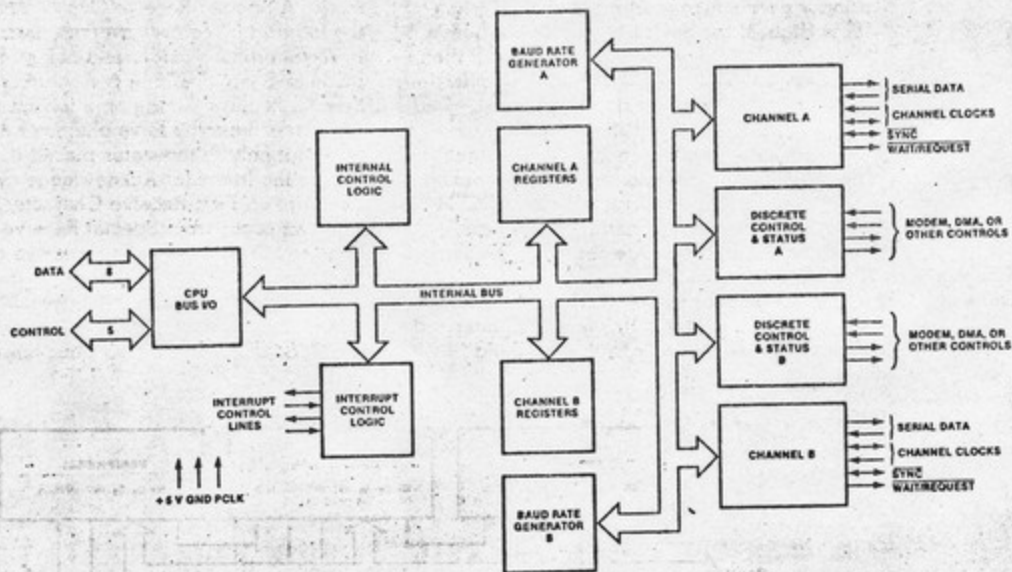 BAUD RATE
GENERATOR
A
CHANNEL A
SERIAL DATA
CHANNEL CLOCKS
SYNC
WAIT/REQUEST
INTERNAL
CONTROL
LOGIC
CHANNEL A
REGISTERS
DISCRETE
CONTROL
& STATUS
A
MODEM, DMA, OR
OTHER CONTROLS
DATA
8
CPU
BUS I/O
INTERNAL BUS
CONTROL
5
DISCRETE
CONTROL
& STATUS
B
MODEM, DMA, OR
OTHER CONTROLS
INTERRUPT
CONTROL
LINES
INTERRUPT
CONTROL
LOGIC
CHANNEL B
REGISTERS
CHANNEL B
SERIAL DATA
CHANNEL CLOCKS
SYNC
WAIT/REQUEST
+5 V GND PCLK
BAUD RATE
GENERATOR
B